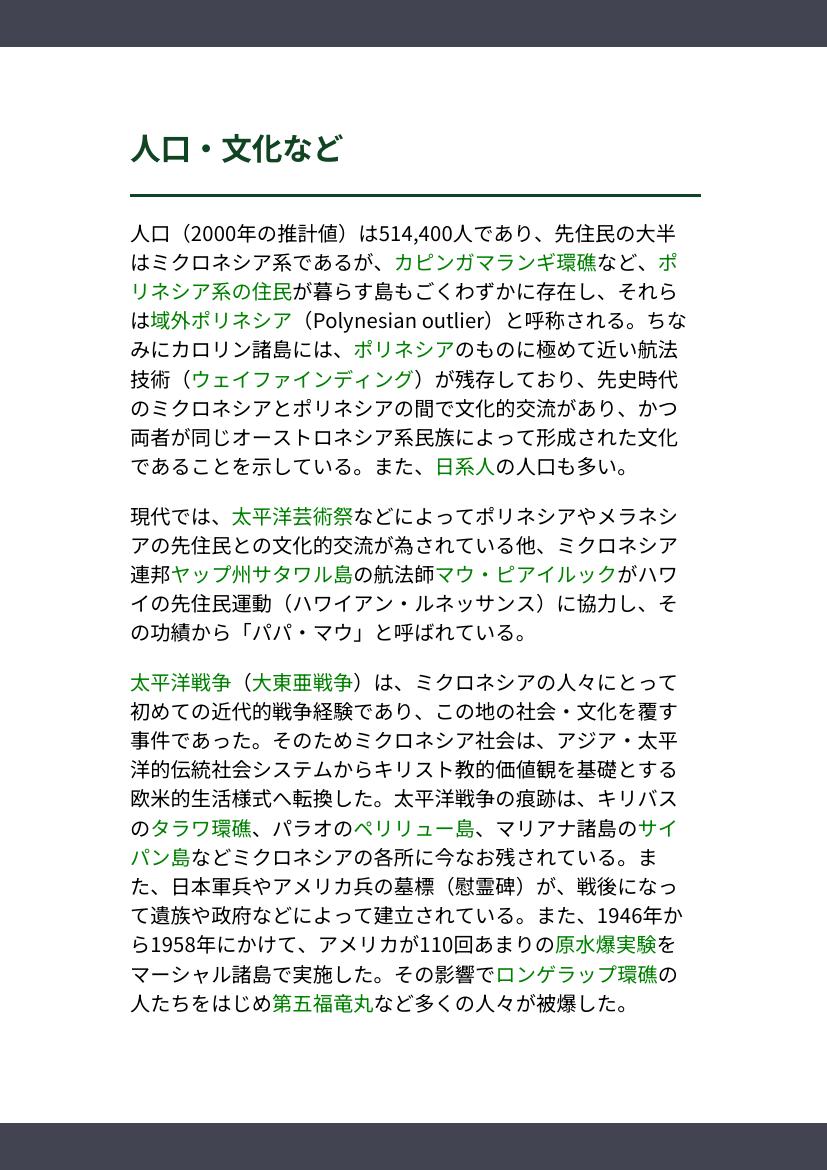 人口・文化など
人口（2000年の推計値）は514,400人であり、先住民の大半
はミクロネシア系であるが、カピンガマランギ環礁など、ポ
リネシア系の住民が暮らす島もごくわずかに存在し、それら
は域外ポリネシア（Polynesian outlier）と呼称される。ちな
みにカロリン諸島には、ポリネシアのものに極めて近い航法
技術（ウェイファインディング）が残存しており、先史時代
のミクロネシアとポリネシアの間で文化的交流があり、かつ
両者が同じオーストロネシア系民族によって形成された文化
であることを示している。また、日系人の人口も多い。
現代では、太平洋芸術祭などによってポリネシアやメラネシ
アの先住民との文化的交流が為されている他、ミクロネシア
連邦ヤップ州サタワル島の航法師マウ・ピアイルックがハワ
イの先住民運動（ハワイアン・ルネッサンス）に協力し、そ
の功績から「パパ・マウ」と呼ばれている。
太平洋戦争（大東亜戦争）は、ミクロネシアの人々にとって
初めての近代的戦争経験であり、この地の社会・文化を覆す
事件であった。そのためミクロネシア社会は、アジア・太平
洋的伝統社会システムからキリスト教的価値観を基礎とする
欧米的生活様式へ転換した。太平洋戦争の痕跡は、キリバス
のタラワ環礁、パラオのペリリュー島、マリアナ諸島のサイ
パン島などミクロネシアの各所に今なお残されている。ま
た、日本軍兵やアメリカ兵の墓標（慰霊碑）が、戦後になっ
て遺族や政府などによって建立されている。また、1946年か
ら1958年にかけて、アメリカが110回あまりの原水爆実験を
マーシャル諸島で実施した。その影響でロンゲラップ環礁の
人たちをはじめ第五福竜丸など多くの人々が被爆した。